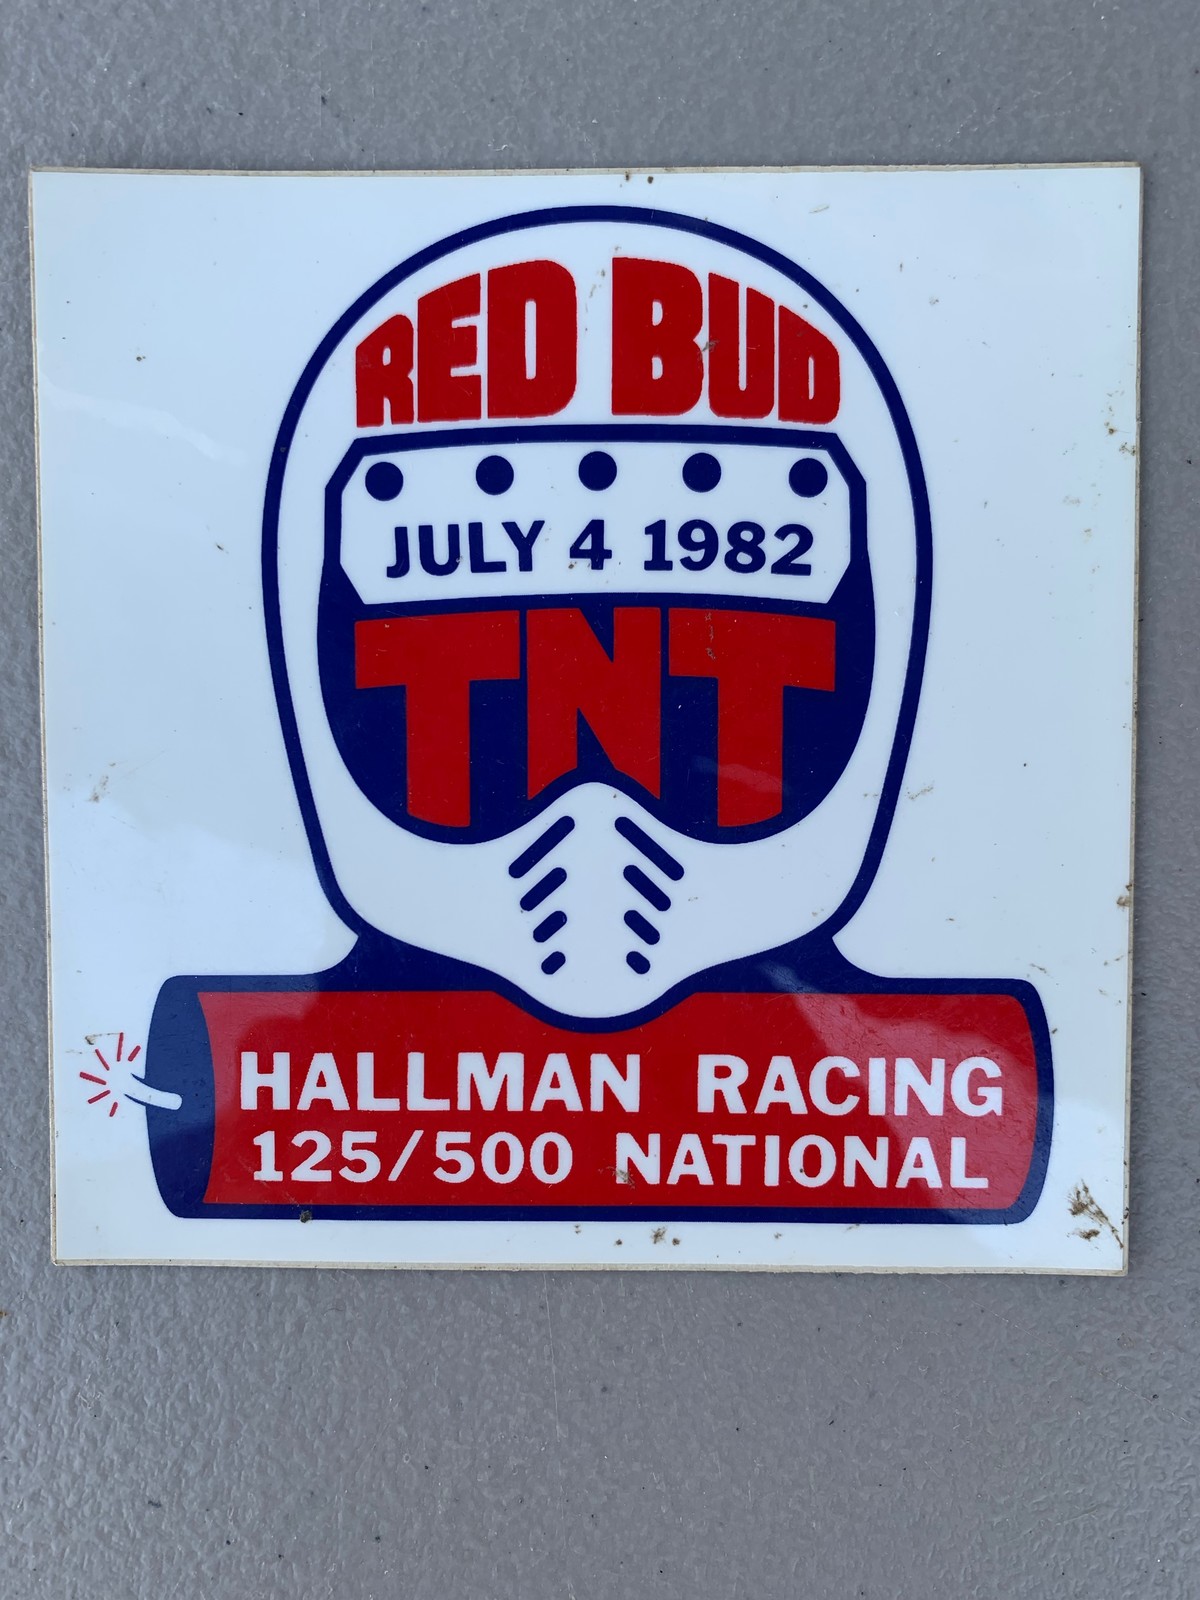 RED BUD
JULY 4 1982
TNT
HALLMAN RACING
125/500 NATIONAL